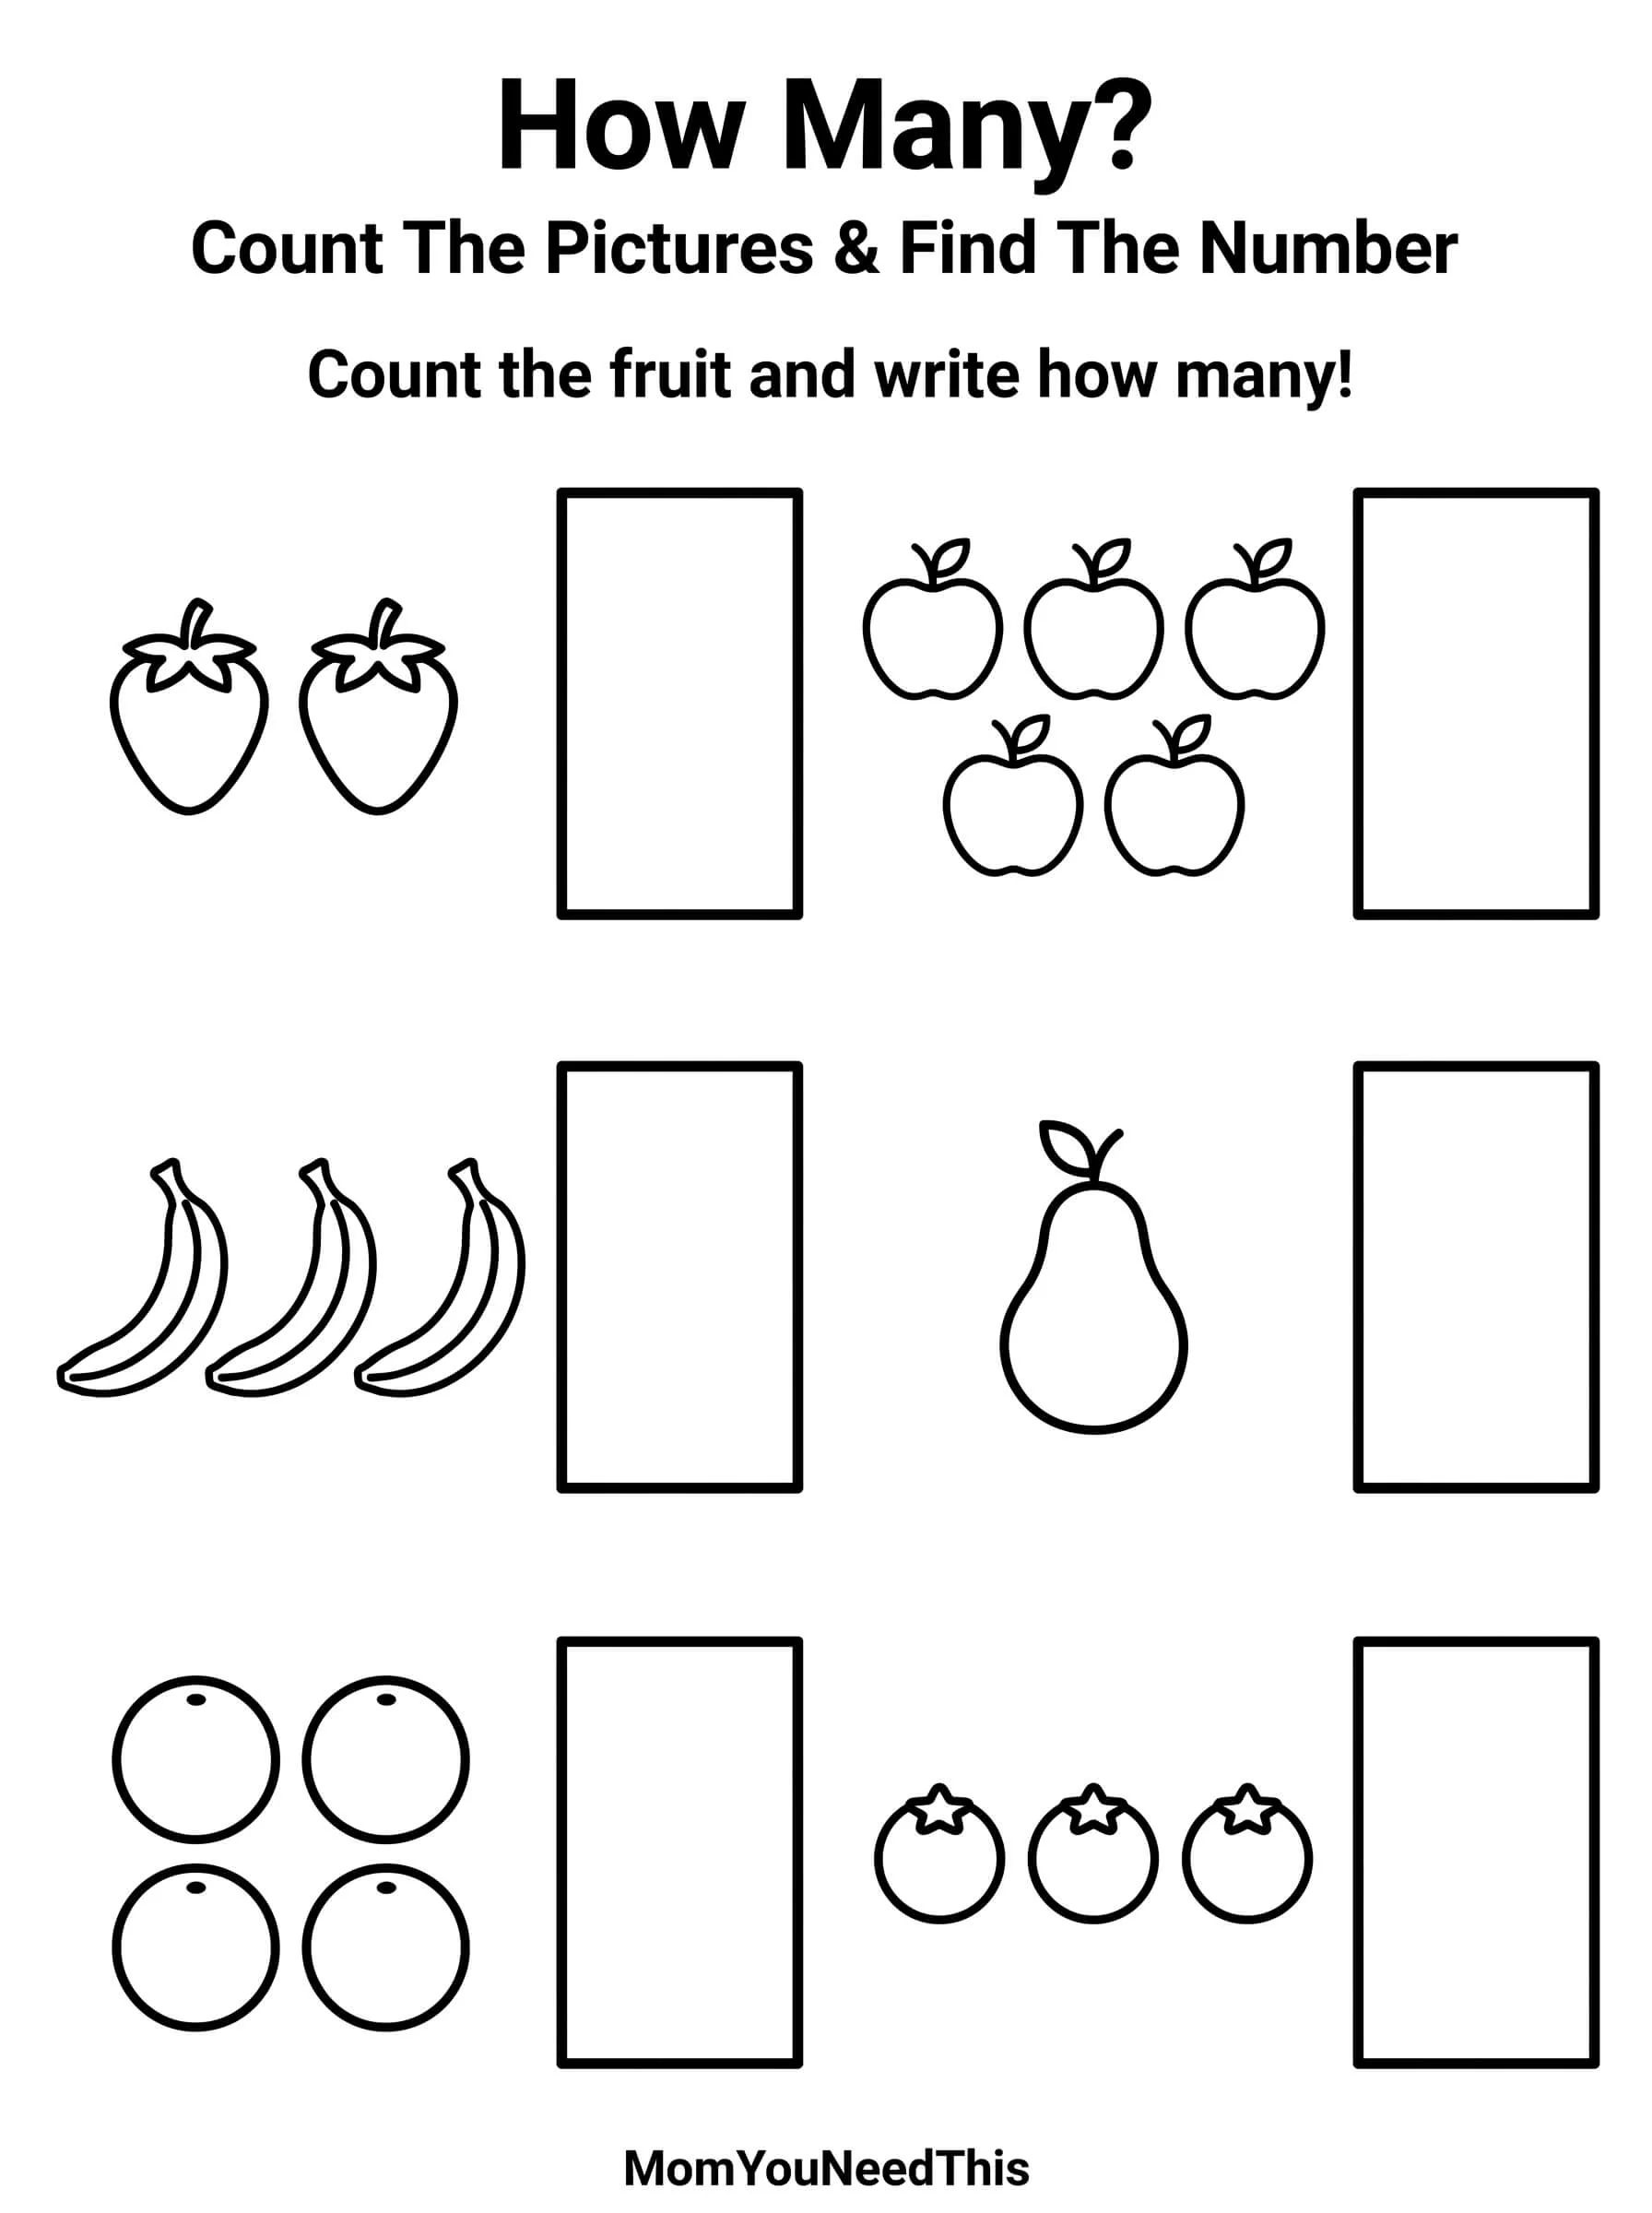 How Many?
Count The Pictures & Find The Number
Count the fruit and write how many!
MomYouNeedThis